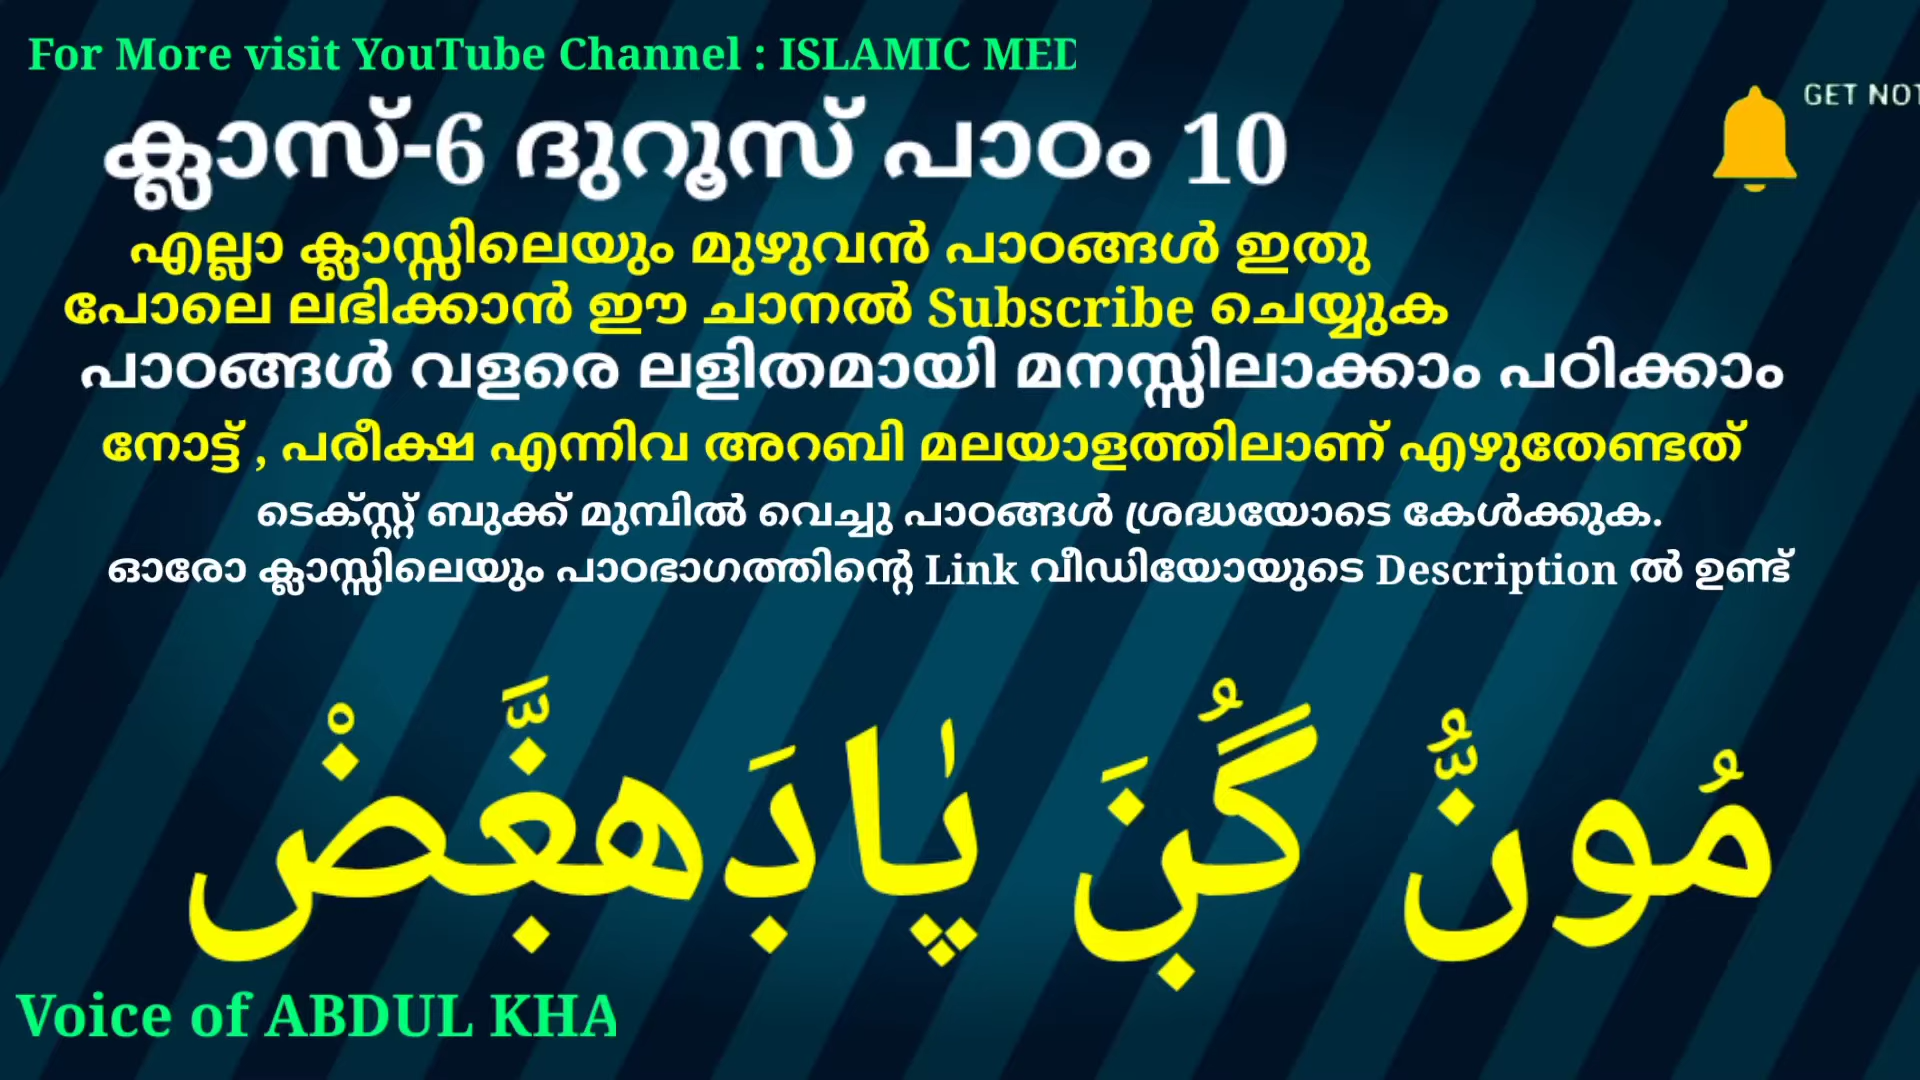 For More visit YouTube Channel : ISLAMIC MED
GET NOT
ക്ലാസ്-6 ദുറൂസ് പാഠം 10
എല്ലാ ക്ലാസ്സിലെയും മുഴുവൻ പാഠങ്ങൾ ഇതു
പോലെ ലഭിക്കാൻ ഈ ചാനൽ Subscribe ചെയ്യുക
പാഠങ്ങൾ വളരെ ലളിതമായി മനസ്സിലാക്കാം പഠിക്കാം
നോട്ട് , പരീക്ഷ എന്നിവ അറബി മലയാളത്തിലാണ് എഴുതേണ്ടത്
ടെക്സ്റ്റ് ബുക്ക് മുമ്പിൽ വെച്ചു പാഠങ്ങൾ ശ്രദ്ധയോടെ കേൾക്കുക.
ഓരോ ക്ലാസ്സിലെയും പാഠഭാഗത്തിന്റെ Link വീഡിയോയുടെ Description ൽ ഉണ്ട്
مُونُّ گُنَ پٰادَهغَّضْ
Voice of ABDUL KHA